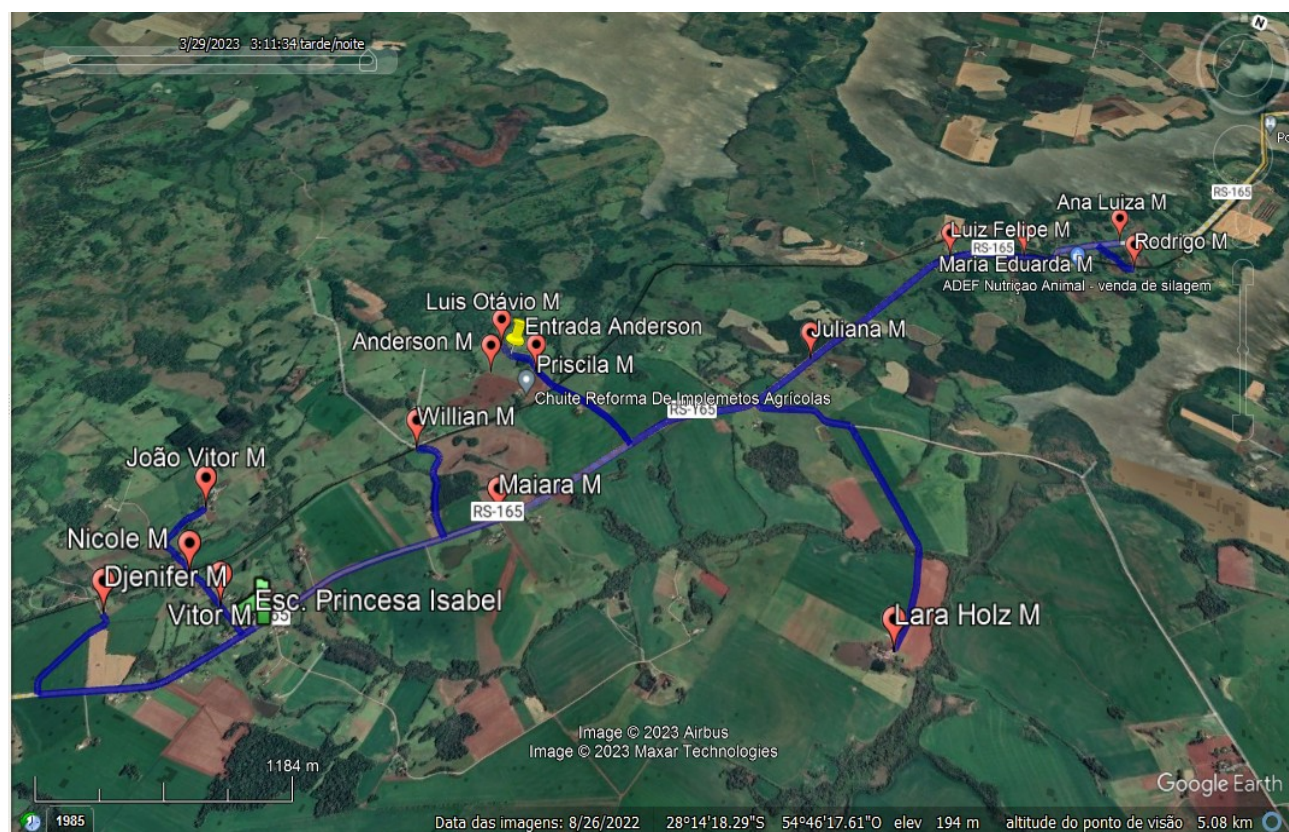 3/29/2023 3:11:34 tarde/noite
N
RS-165
Ana Luiza M
Luiz Felipe M
RS-165
Rodrigo M
Maria Eduarda M
ADEF Nutriçao Animal - venda de silagem
Luis Otávio M
Entrada Anderson
Anderson M
Juliana M
Priscila M
Chuite Reforma De Implemetos Agrícolas
RS-165
Willian M
João Vitor M
Maiara M
RS-165
Nicole M
Djenifer M
Esc. Princesa Isabel
Vitor M
Lara Holz M
Image © 2023 Airbus
Image © 2023 Maxar Technologies
1184 m
Google Earth
1985
Data das imagens: 8/26/2022 28°14'18.29"S 54°46'17.61"O elev 194 m altitude do ponto de visão 5.08 km